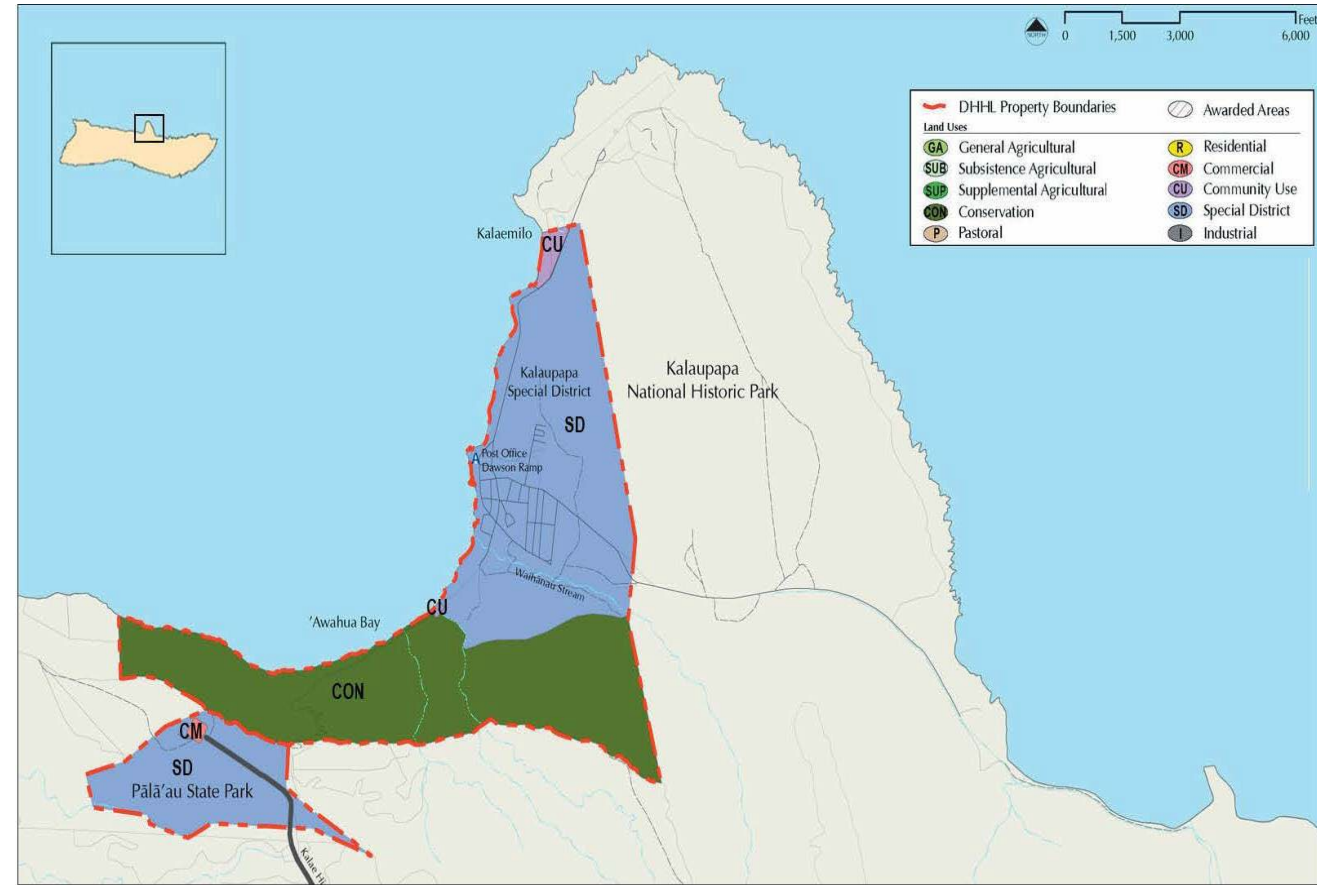 NORTH
Feet
0 1,500 3,000 6,000
DHHL Property Boundaries
Awarded Areas
Land Uses
GA General Agricultural
SUB Subsistence Agricultural
SUP Supplemental Agricultural
CON Conservation
P Pastoral
R Residential
CM Commercial
CU Community Use
SD Special District
I Industrial
Kalaemilo
CU
Kalaupapa
Special District
SD
Kalaupapa
National Historic Park
A
Post Office
Dawson Ramp
Waihānau Stream
CU
'Awahua Bay
CON
CM
SD
Pālā'au State Park
Kalae Hi